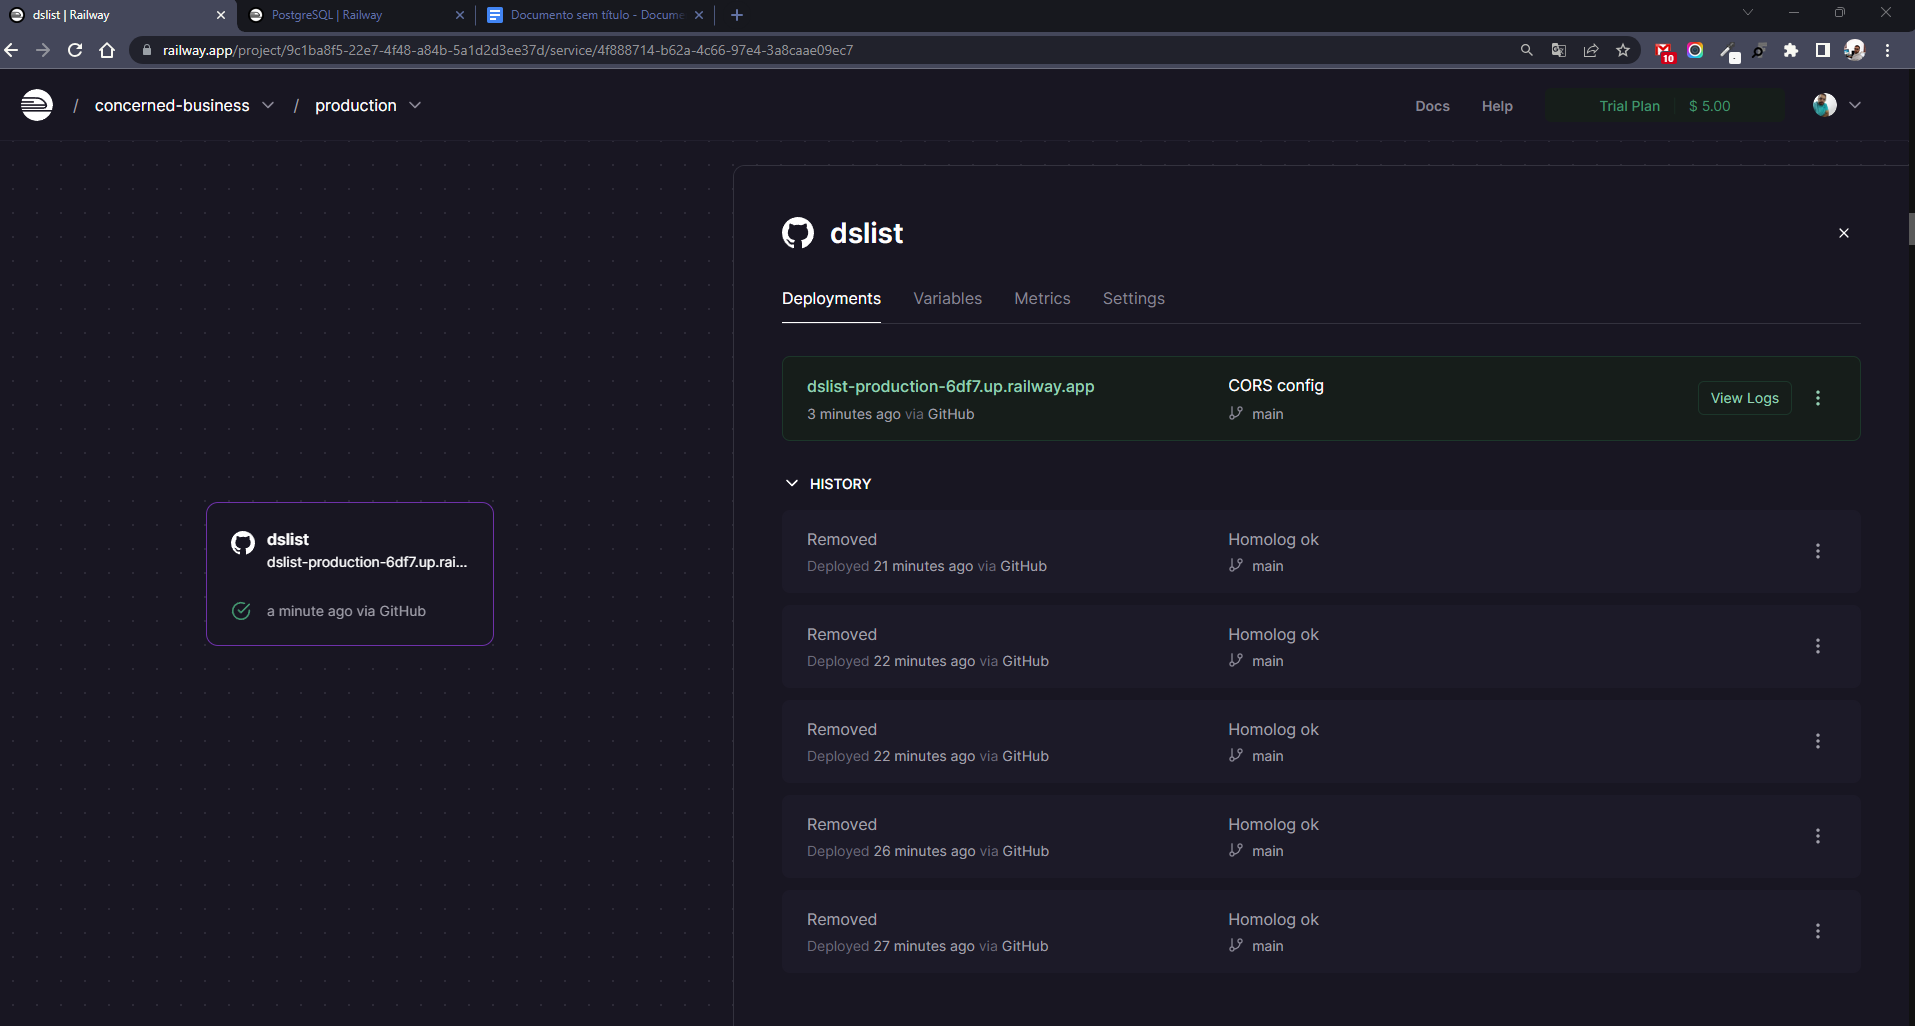 dslist | Railway
PostgreSQL | Railway
Documento sem título - Docume
railway.app/project/9c1ba8f5-22e7-4f48-a84b-5a1d2d3ee37d/service/4f888714-b62a-4c66-97e4-3a8caae09ec7
10
/ concerned-business / production
Docs
Help
Trial Plan
$ 5.00
dslist
Deployments
Variables
Metrics
Settings
dslist-production-6df7.up.railway.app
CORS config
View Logs
3 minutes ago via GitHub
main
HISTORY
Removed
Homolog ok
Deployed 21 minutes ago via GitHub
main
Removed
Homolog ok
Deployed 22 minutes ago via GitHub
main
Removed
Homolog ok
Deployed 22 minutes ago via GitHub
main
Removed
Homolog ok
Deployed 26 minutes ago via GitHub
main
Removed
Homolog ok
Deployed 27 minutes ago via GitHub
main
dslist
dslist-production-6df7.up.rai...
a minute ago via GitHub